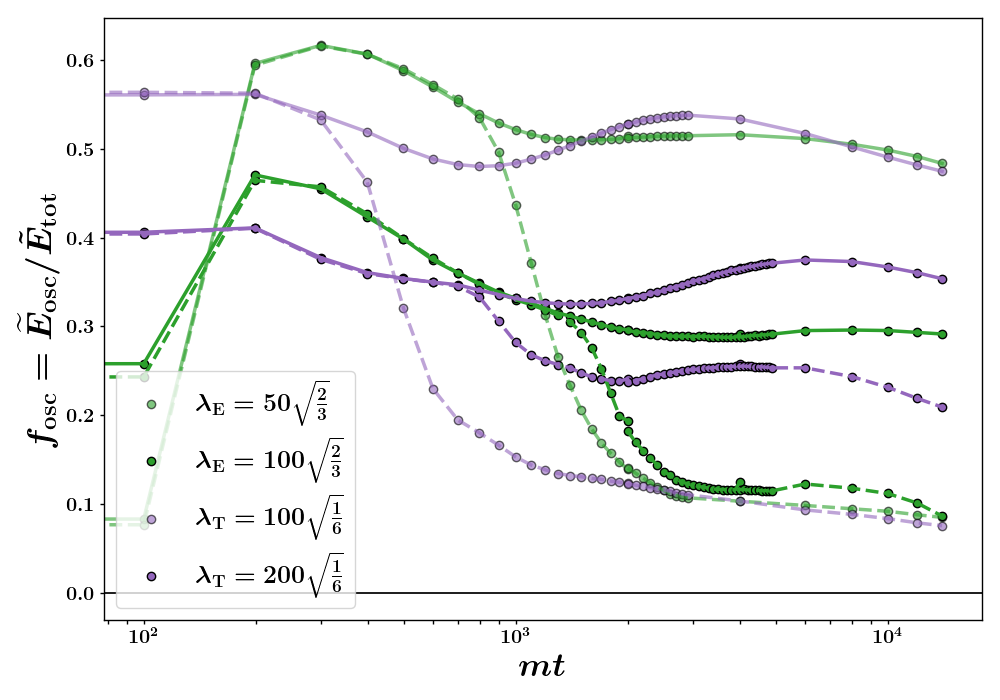 0.6
0.5
0.4
0.3
0.2
0.1
0.0
f_osc = Ẽ_osc/Ẽ_tot
λ_E = 50√(2/3)
λ_E = 100√(2/3)
λ_T = 100√(1/6)
λ_T = 200√(1/6)
10² 10³ 10⁴
mt